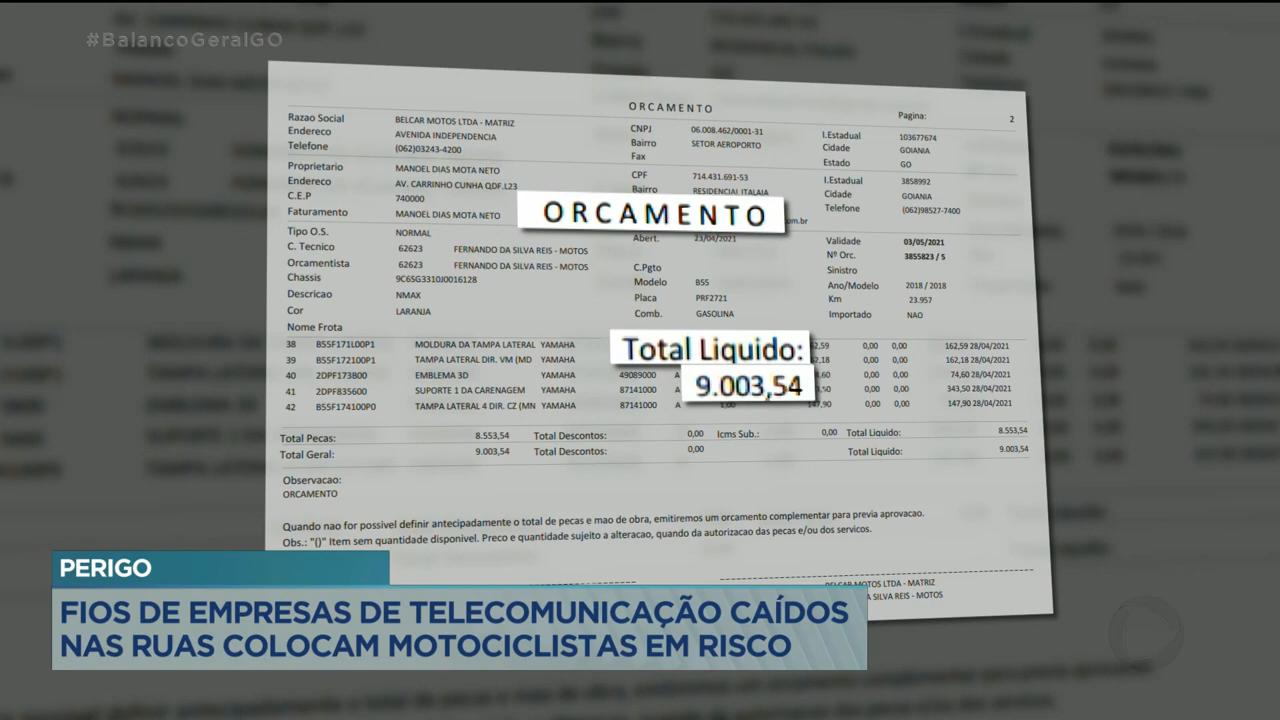 #BalancoGeralGO
ORCAMENTO
Pagina: 2
Razao Social BELCAR MOTOS LTDA - MATRIZ CNPJ 06.008.462/0001-31 I.Estadual 103677674
Endereco AVENIDA INDEPENDENCIA Bairro SETOR AEROPORTO Cidade GOIANIA
Telefone (062)03243-4200 Fax Estado GO
Proprietario MANOEL DIAS MOTA NETO CPF 714.431.691-53 I.Estadual 3858992
Endereco AV. CARRINHO CUNHA QDF.L23 Bairro RESIDENCIAL ITALAIA Cidade GOIANIA
C.E.P 740000 Telefone (062)98527-7400
Faturamento MANOEL DIAS MOTA NETO om.br
ORCAMENTO
Tipo O.S. NORMAL Abert. 23/04/2021 Validade 03/05/2021
C. Tecnico 62623 FERNANDO DA SILVA REIS - MOTOS Nº Orc. 3855823 / 5
Orcamentista 62623 FERNANDO DA SILVA REIS - MOTOS C.Pgto Sinistro
Chassis 9C6SG3310J0016128 Modelo B55 Ano/Modelo 2018 / 2018
Descricao NMAX Placa PRF2721 Km 23.957
Cor LARANJA Comb. GASOLINA Importado NAO
Nome Frota
38 B55F171L00P1 MOLDURA DA TAMPA LATERAL YAMAHA 0,00 0,00 162,59 28/04/2021
39 B55F172100P1 TAMPA LATERAL DIR. VM (MD YAMAHA 0,00 0,00 162,18 28/04/2021
40 2DPF173B00 EMBLEMA 3D YAMAHA 49089000 A 0,00 0,00 74,60 28/04/2021
41 2DPF835600 SUPORTE 1 DA CARENAGEM YAMAHA 87141000 A 0,00 0,00 343,50 28/04/2021
42 B55F174100P0 TAMPA LATERAL 4 DIR. CZ (MN YAMAHA 87141000 A 1,00 147,90 0,00 0,00 147,90 28/04/2021
Total Liquido:
9.003,54
Total Pecas: 8.553,54 Total Descontos: 0,00 Icms Sub.: 0,00 Total Liquido: 8.553,54
Total Geral: 9.003,54 Total Descontos: 0,00 Total Liquido: 9.003,54
Observacao:
ORCAMENTO
Quando nao for possivel definir antecipadamente o total de pecas e mao de obra, emitiremos um orcamento complementar para previa aprovacao.
Obs.: "()" Item sem quantidade disponivel. Preco e quantidade sujeito a alteracao, quando da autorizacao das pecas e/ou dos servicos.
BELCAR MOTOS LTDA - MATRIZ
A SILVA REIS - MOTOS
PERIGO
FIOS DE EMPRESAS DE TELECOMUNICAÇÃO CAÍDOS
NAS RUAS COLOCAM MOTOCICLISTAS EM RISCO